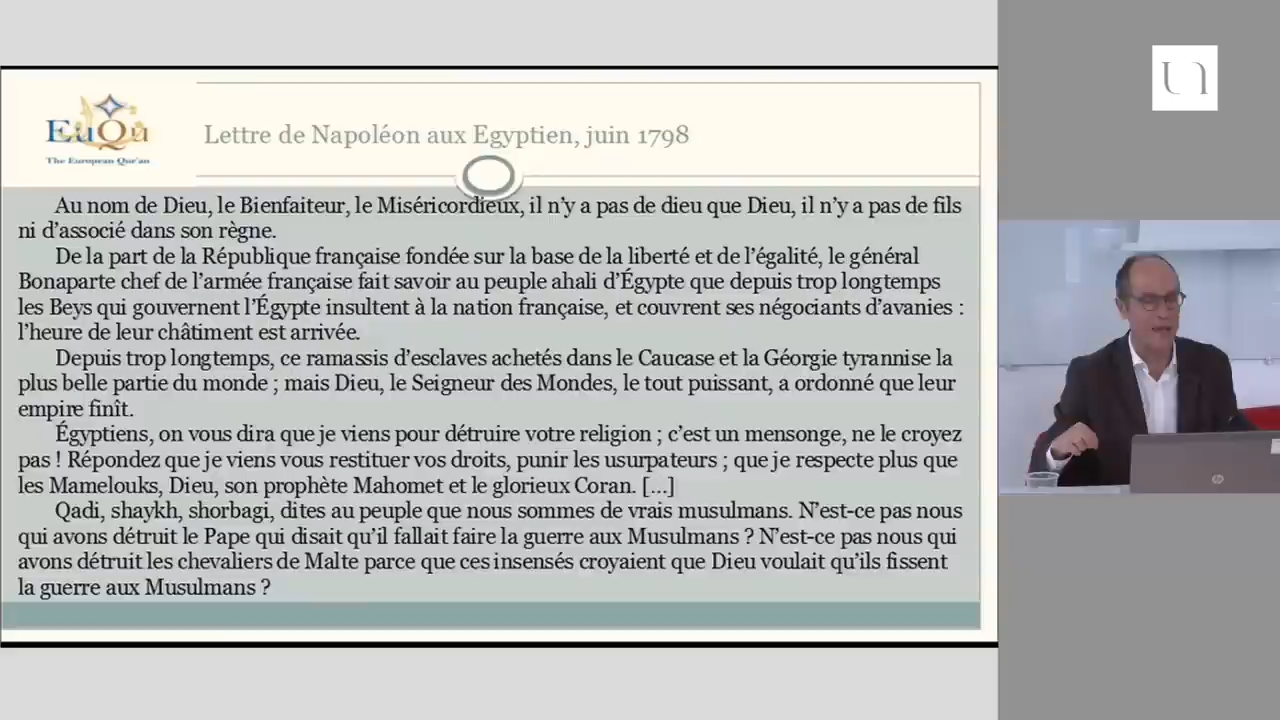 EuQu
The European Qur'an
Lettre de Napoléon aux Egyptien, juin 1798
Au nom de Dieu, le Bienfaiteur, le Miséricordieux, il n'y a pas de dieu que Dieu, il n'y a pas de fils
ni d'associé dans son règne.
De la part de la République française fondée sur la base de la liberté et de l'égalité, le général
Bonaparte chef de l'armée française fait savoir au peuple ahali d'Égypte que depuis trop longtemps
les Beys qui gouvernent l'Égypte insultent à la nation française, et couvrent ses négociants d'avanies :
l'heure de leur châtiment est arrivée.
Depuis trop longtemps, ce ramassis d'esclaves achetés dans le Caucase et la Géorgie tyrannise la
plus belle partie du monde ; mais Dieu, le Seigneur des Mondes, le tout puissant, a ordonné que leur
empire finît.
Égyptiens, on vous dira que je viens pour détruire votre religion ; c'est un mensonge, ne le croyez
pas ! Répondez que je viens vous restituer vos droits, punir les usurpateurs ; que je respecte plus que
les Mamelouks, Dieu, son prophète Mahomet et le glorieux Coran. [...]
Qadi, shaykh, shorbagi, dites au peuple que nous sommes de vrais musulmans. N'est-ce pas nous
qui avons détruit le Pape qui disait qu'il fallait faire la guerre aux Musulmans ? N'est-ce pas nous qui
avons détruit les chevaliers de Malte parce que ces insensés croyaient que Dieu voulait qu'ils fissent
la guerre aux Musulmans ?